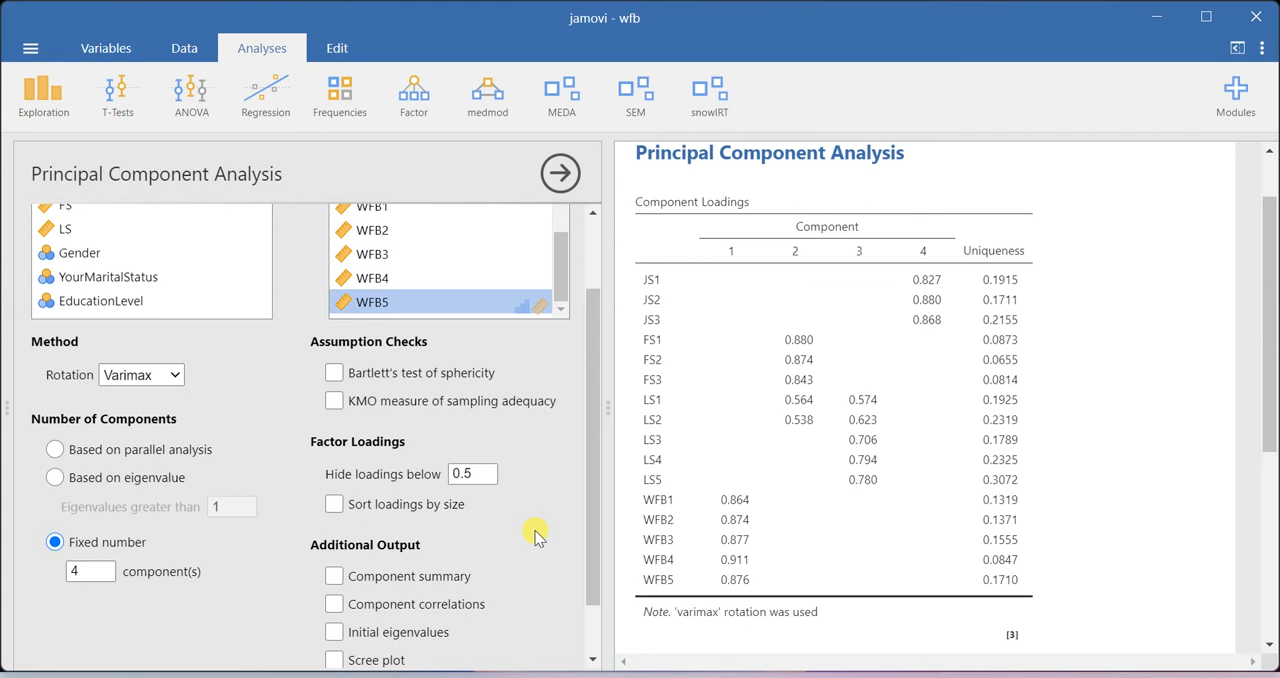 jamovi - wfb
Variables Data Analyses Edit
Exploration T-Tests ANOVA Regression Frequencies Factor medmod MEDA SEM snowIRT Modules
Principal Component Analysis
FS
LS
Gender
YourMaritalStatus
EducationLevel
WFB1
WFB2
WFB3
WFB4
WFB5
Method
Rotation Varimax
Number of Components
Based on parallel analysis
Based on eigenvalue
Eigenvalues greater than 1
Fixed number
4 component(s)
Assumption Checks
Bartlett's test of sphericity
KMO measure of sampling adequacy
Factor Loadings
Hide loadings below 0.5
Sort loadings by size
Additional Output
Component summary
Component correlations
Initial eigenvalues
Scree plot
Principal Component Analysis
Component Loadings
Component
1 2 3 4 Uniqueness
JS1 0.827 0.1915
JS2 0.880 0.1711
JS3 0.868 0.2155
FS1 0.880 0.0873
FS2 0.874 0.0655
FS3 0.843 0.0814
LS1 0.564 0.574 0.1925
LS2 0.538 0.623 0.2319
LS3 0.706 0.1789
LS4 0.794 0.2325
LS5 0.780 0.3072
WFB1 0.864 0.1319
WFB2 0.874 0.1371
WFB3 0.877 0.1555
WFB4 0.911 0.0847
WFB5 0.876 0.1710
Note. 'varimax' rotation was used
[3]